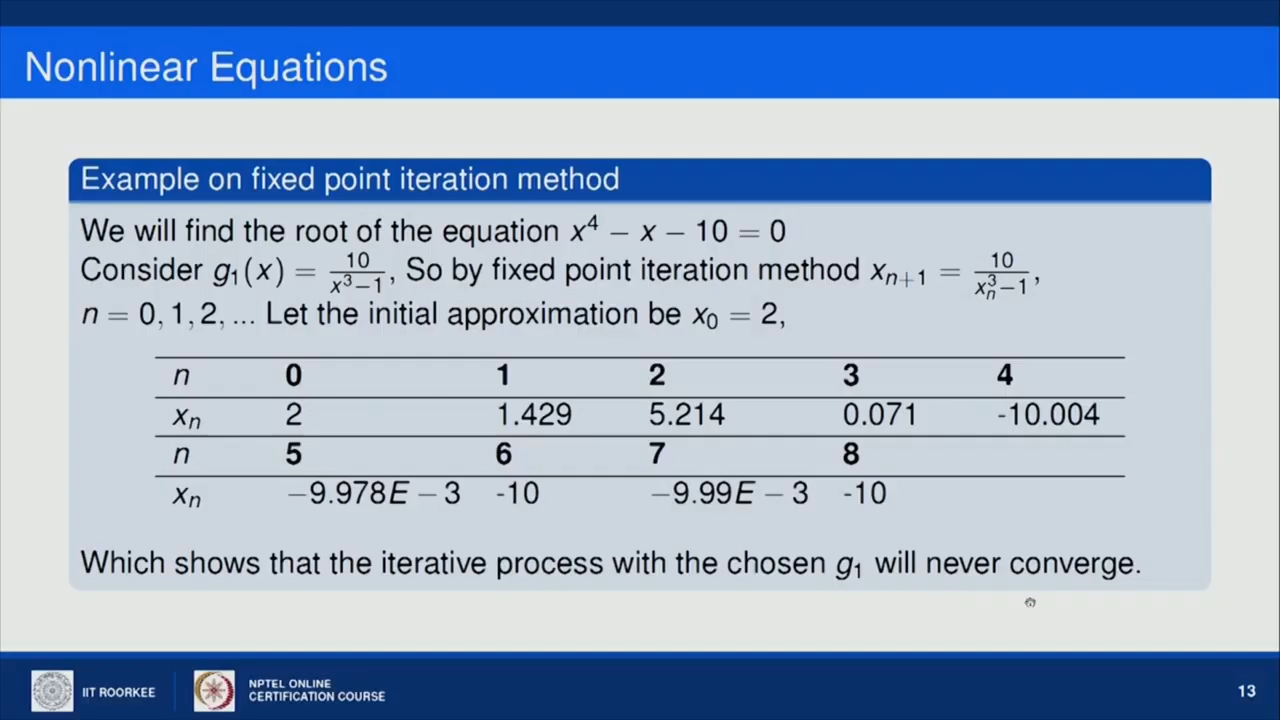 Nonlinear Equations
Example on fixed point iteration method
We will find the root of the equation x⁴ − x − 10 = 0
Consider g₁(x) = 10/(x³−1), So by fixed point iteration method xₙ₊₁ = 10/(xₙ³−1),
n = 0, 1, 2, ... Let the initial approximation be x₀ = 2,
n 0 1 2 3 4
xₙ 2 1.429 5.214 0.071 -10.004
n 5 6 7 8
xₙ −9.978E − 3 -10 −9.99E − 3 -10
Which shows that the iterative process with the chosen g₁ will never converge.
IIT ROORKEE
NPTEL ONLINE
CERTIFICATION COURSE
13